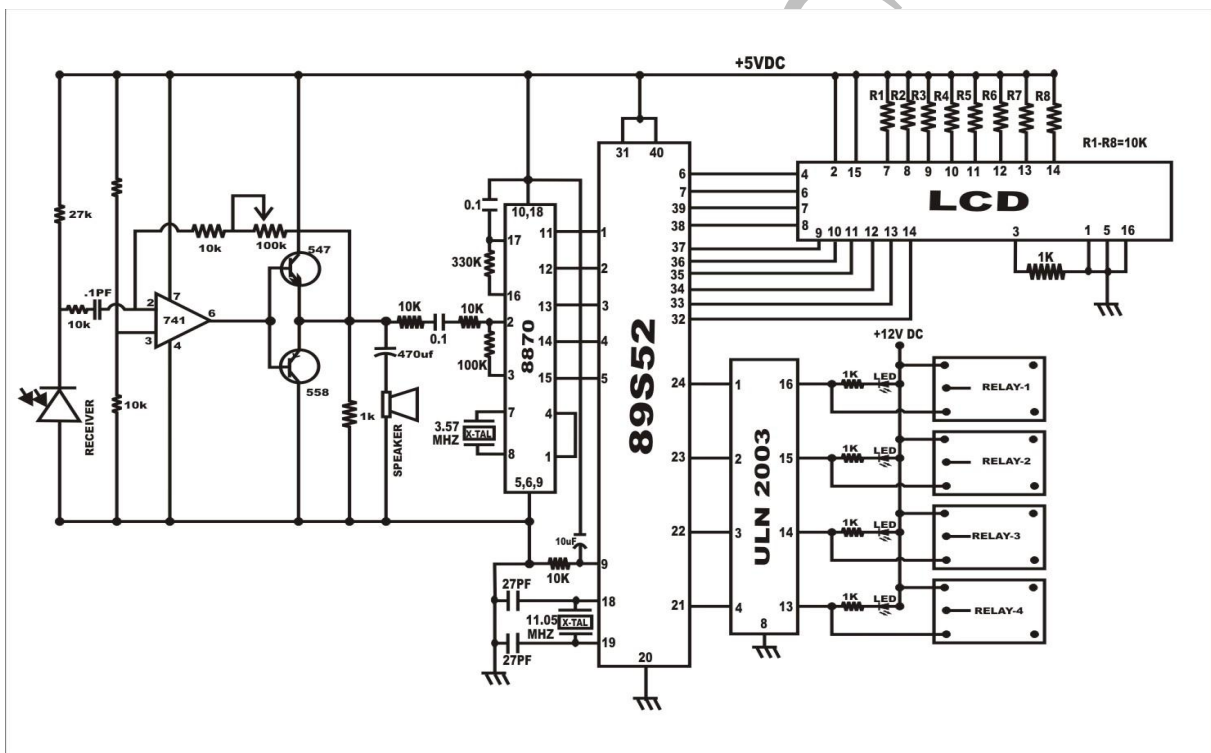 +5VDC
R1 R2 R3 R4 R5 R6 R7 R8
R1-R8=10K
27k
10k
100k
547
.1PF
10k
2
3
741
7
4
6
558
10k
RECEIVER
1k
470uf
SPEAKER
10K
0.1
10K
100K
0.1
330K
10,18
17
16
2
3
7
8
5,6,9
8870
11
12
13
14
15
4
1
3.57
MHZ
X-TAL
10uF
10K
27PF
11.05
MHZ
X-TAL
27PF
31 40
1
2
3
4
5
9
18
19
20
89S52
6
7
39
38
37
36
35
34
33
32
24
23
22
21
2 15 7 8 9 10 11 12 13 14
4
6
7
8
LCD
9 10 11 12 13 14
3 1 5 16
1K
+12V DC
1
2
3
4
8
ULN 2003
16
15
14
13
1K LED
RELAY-1
1K LED
RELAY-2
1K LED
RELAY-3
1K LED
RELAY-4